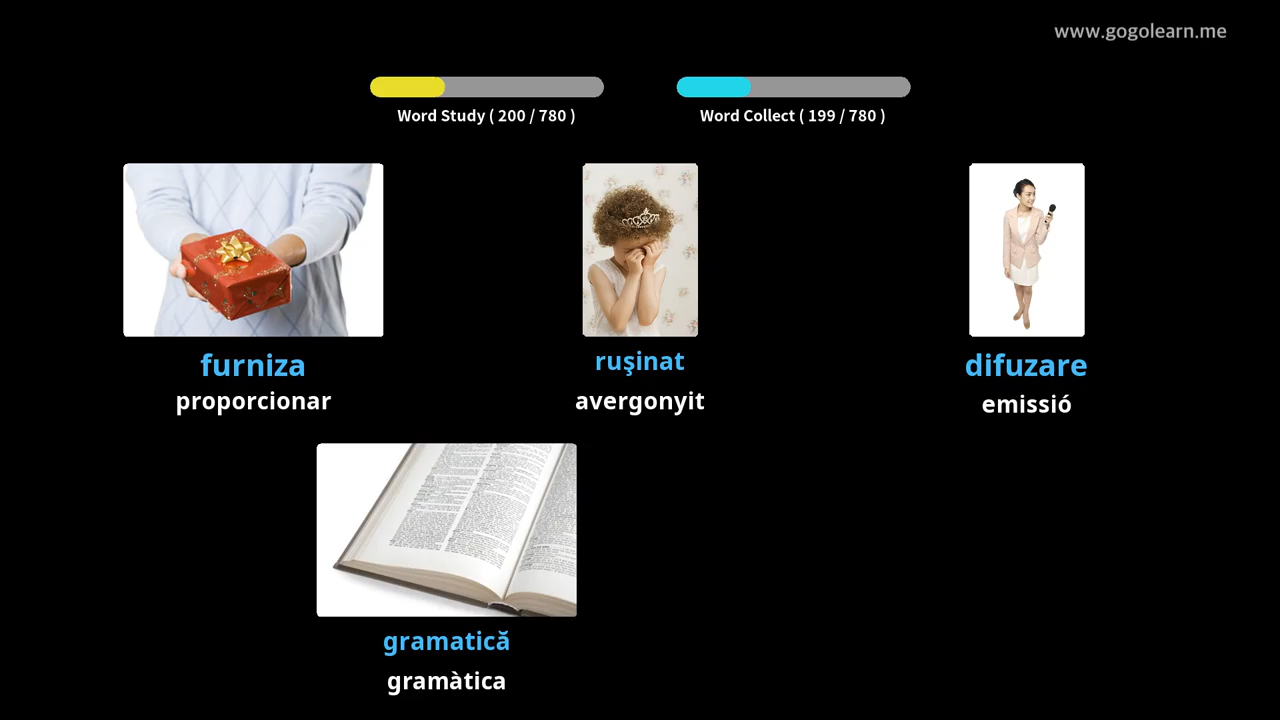 www.gogolearn.me
Word Study ( 200 / 780 )
Word Collect ( 199 / 780 )
furniza
proporcionar
ruşinat
avergonyit
difuzare
emissió
gramatică
gramàtica